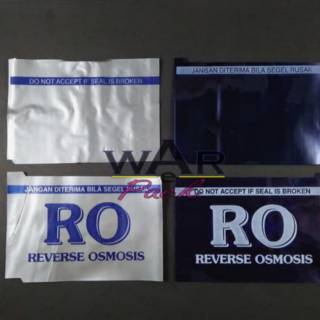 DO NOT ACCEPT IF SEAL IS BROKEN
JANGAN DITERIMA BILA SEGEL RUSAK
WAR
e
Pack
JANGAN DITERIMA BILA SEGEL
DO NOT ACCEPT IF SEAL IS BROKEN
RO
REVERSE OSMOSIS
RO
REVERSE OSMOSIS